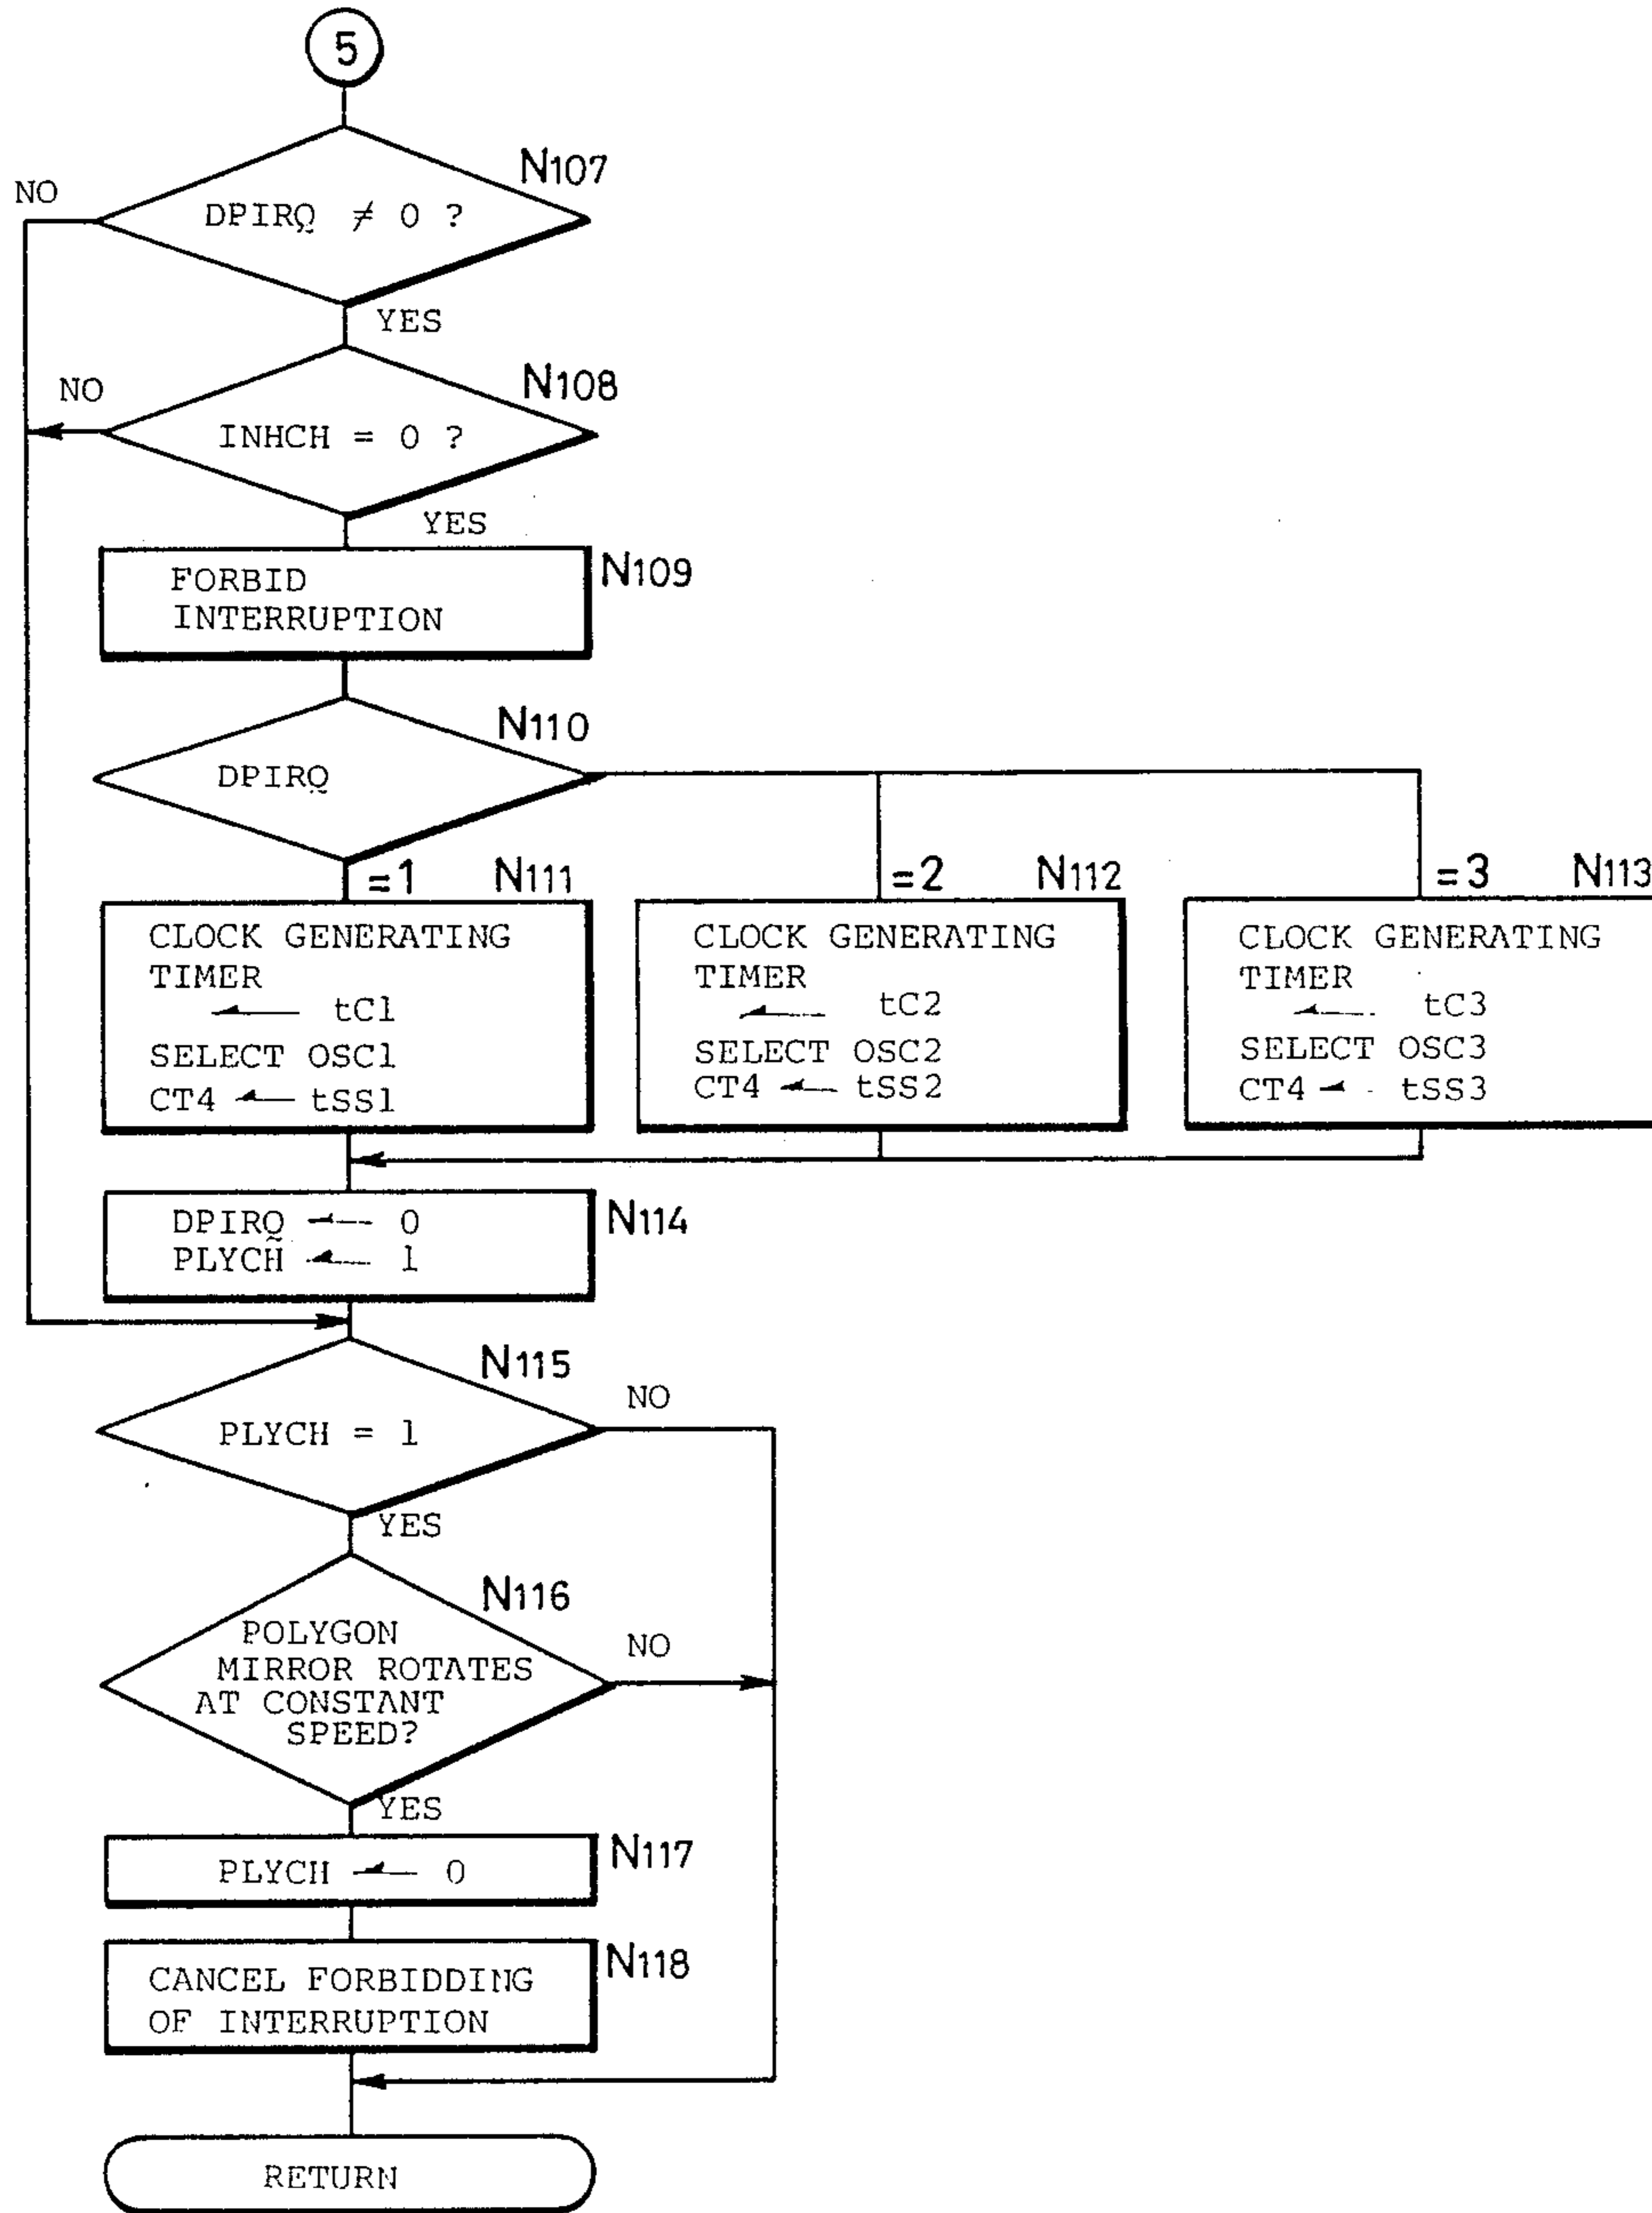 5
N107
NO
DPIRQ ≠ 0 ?
YES
N108
NO
INHCH = 0 ?
YES
FORBID
INTERRUPTION
N109
N110
DPIRQ
=1
N111
=2
N112
=3
N113
CLOCK GENERATING
TIMER
← tC1
SELECT OSC1
CT4 ← tSS1
CLOCK GENERATING
TIMER
← tC2
SELECT OSC2
CT4 ← tSS2
CLOCK GENERATING
TIMER
← tC3
SELECT OSC3
CT4 ← tSS3
DPIRQ ← 0
PLYCH ← 1
N114
N115
NO
PLYCH = 1
YES
N116
POLYGON
MIRROR ROTATES
AT CONSTANT
SPEED?
NO
YES
PLYCH ← 0
N117
CANCEL FORBIDDING
OF INTERRUPTION
N118
RETURN